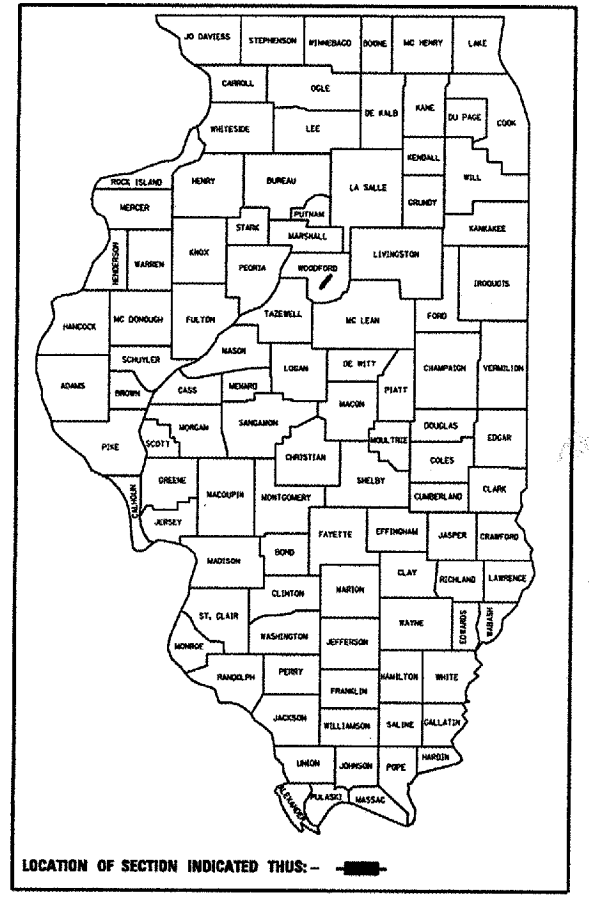 JO DAVIESS
STEPHENSON
WINNEBAGO
BOONE
MC HENRY
LAKE
CARROLL
OGLE
DE KALB
KANE
DU PAGE
COOK
WHITESIDE
LEE
KENDALL
WILL
ROCK ISLAND
HENRY
BUREAU
LA SALLE
GRUNDY
MERCER
PUTNAM
STARK
MARSHALL
KANKAKEE
HENDERSON
WARREN
KNOX
PEORIA
WOODFORD
LIVINGSTON
IROQUOIS
HANCOCK
MC DONOUGH
FULTON
TAZEWELL
MC LEAN
FORD
SCHUYLER
MASON
LOGAN
DE WITT
CHAMPAIGN
VERMILION
ADAMS
BROWN
CASS
MENARD
MACON
PIATT
PIKE
SCOTT
MORGAN
SANGAMON
MOULTRIE
DOUGLAS
EDGAR
CHRISTIAN
COLES
CALHOUN
GREENE
MACOUPIN
MONTGOMERY
SHELBY
CUMBERLAND
CLARK
JERSEY
FAYETTE
EFFINGHAM
JASPER
CRAWFORD
MADISON
BOND
CLAY
RICHLAND
LAWRENCE
CLINTON
MARION
ST. CLAIR
WAYNE
EDWARDS
WABASH
MONROE
WASHINGTON
JEFFERSON
RANDOLPH
PERRY
HAMILTON
WHITE
FRANKLIN
JACKSON
WILLIAMSON
SALINE
GALLATIN
UNION
JOHNSON
POPE
HARDIN
ALEXANDER
PULASKI
MASSAC
LOCATION OF SECTION INDICATED THUS:-